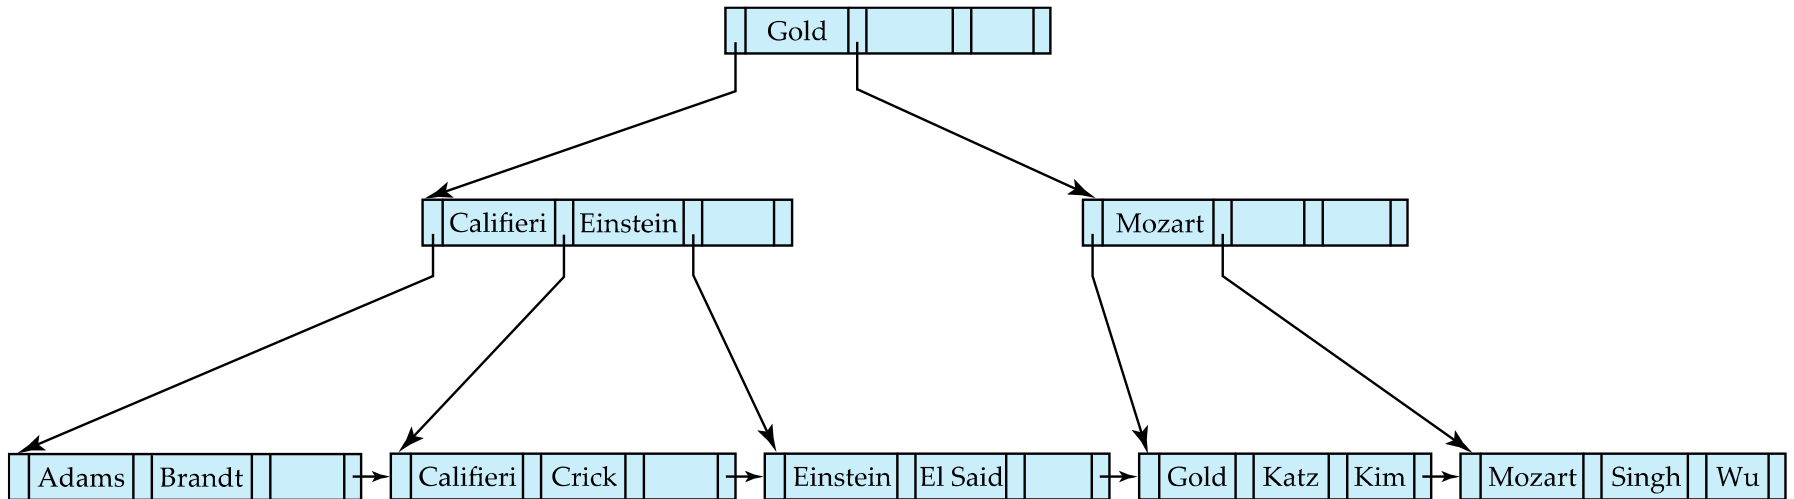 Gold
Califieri Einstein Mozart
Adams Brandt Califieri Crick Einstein El Said Gold Katz Kim Mozart Singh Wu